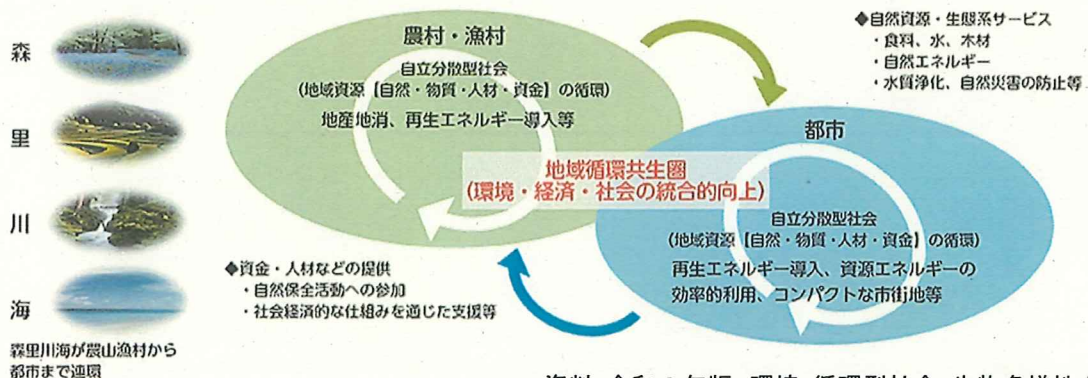 森
里
川
海
森里川海が農山漁村から
都市まで連環
農村・漁村
自立分散型社会
(地域資源【自然・物質・人材・資金】の循環)
地産地消、再生エネルギー導入等
◆自然資源・生態系サービス
・食料、水、木材
・自然エネルギー
・水質浄化、自然災害の防止等
地域循環共生圏
(環境・経済・社会の統合的向上)
都市
自立分散型社会
(地域資源【自然・物質・人材・資金】の循環)
再生エネルギー導入、資源エネルギーの
効率的利用、コンパクトな市街地等
◆資金・人材などの提供
・自然保全活動への参加
・社会経済的な仕組みを通じた支援等